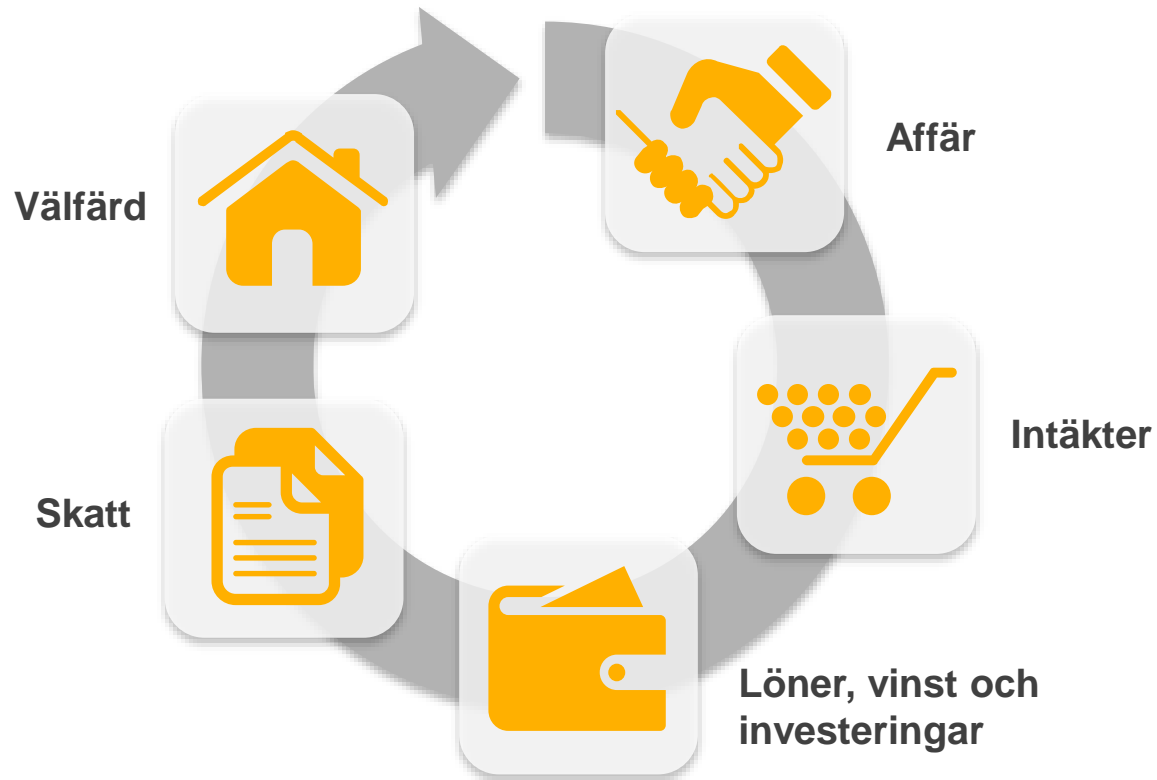 Affär
Intäkter
Löner, vinst och
investeringar
Skatt
Välfärd